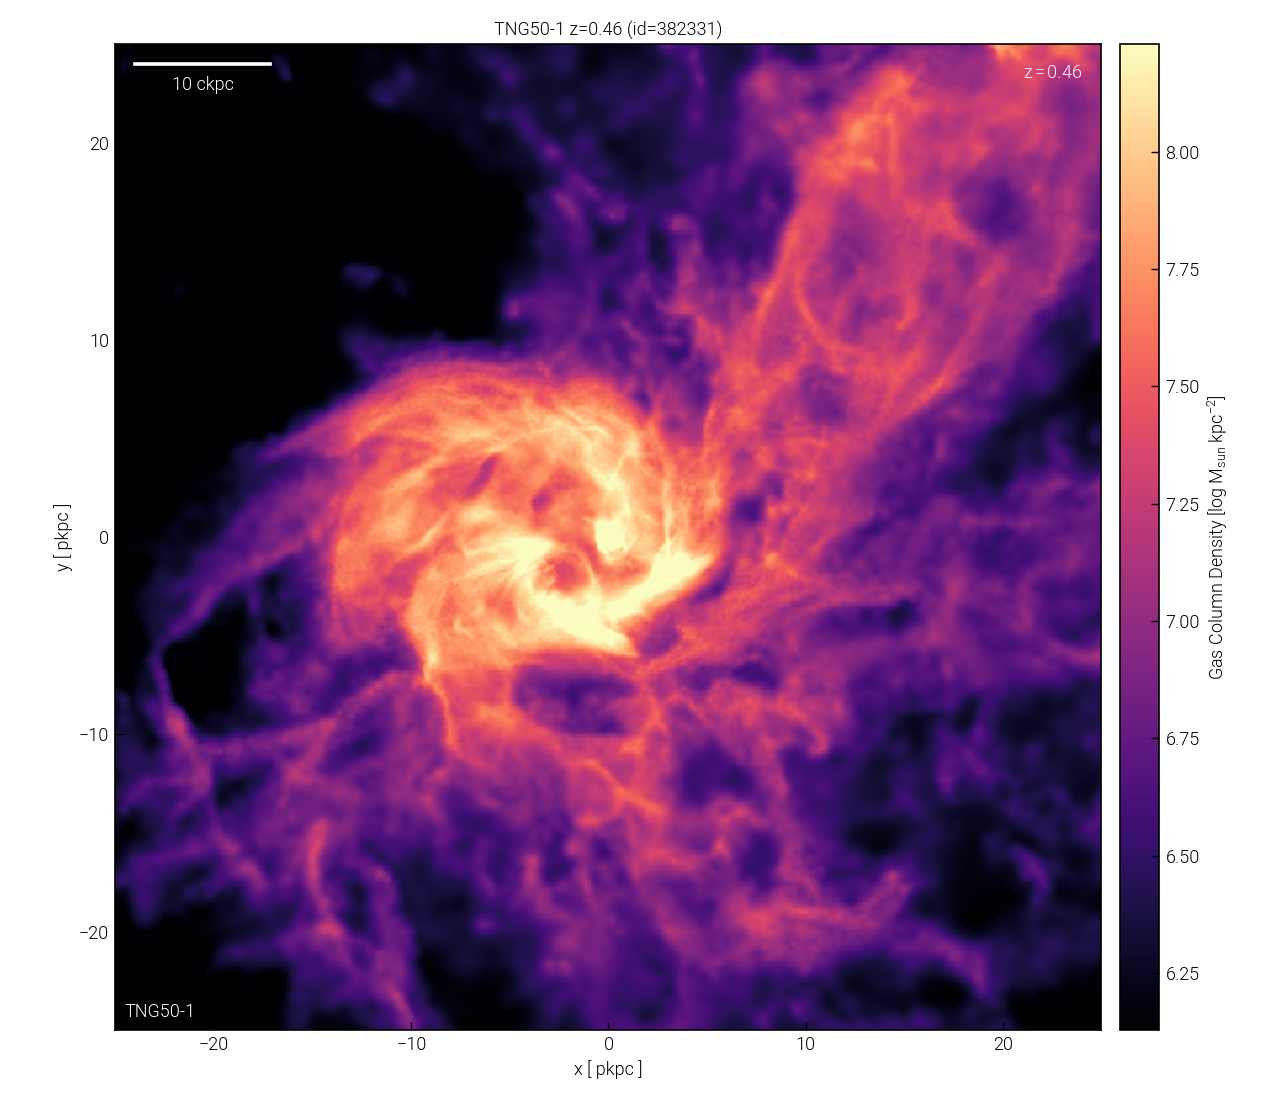 TNG50-1 z=0.46 (id=382331)
10 ckpc
z=0.46
20
10
0
−10
−20
y [ pkpc ]
TNG50-1
−20
−10
0
10
20
x [ pkpc ]
8.00
7.75
7.50
7.25
7.00
6.75
6.50
6.25
Gas Column Density [log M_sun kpc^−2]